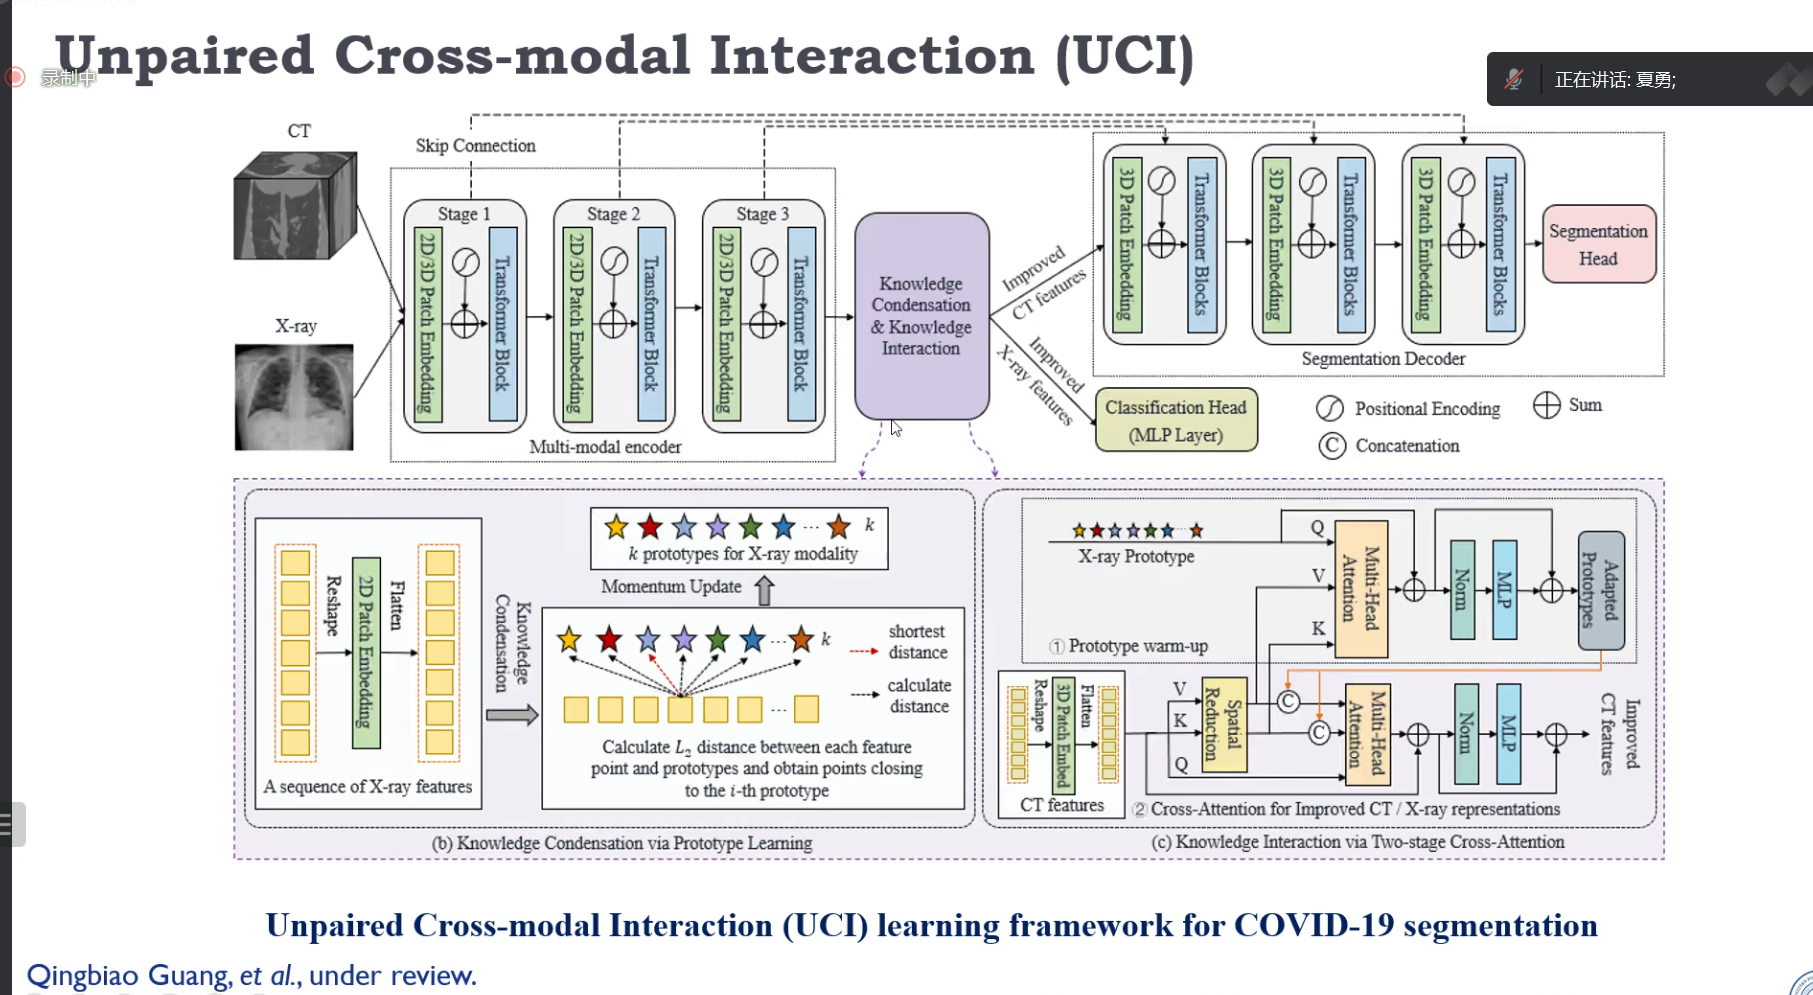 Unpaired Cross-modal Interaction (UCI)
录制中
正在讲话: 夏勇;
CT
Skip Connection
Stage 1
Stage 2
Stage 3
2D/3D Patch Embedding
Transformer Block
2D/3D Patch Embedding
Transformer Block
2D/3D Patch Embedding
Transformer Block
X-ray
Multi-modal encoder
Knowledge
Condensation
& Knowledge
Interaction
Improved
CT features
Improved
X-ray features
3D Patch Embedding
Transformer Blocks
3D Patch Embedding
Transformer Blocks
3D Patch Embedding
Transformer Blocks
Segmentation
Head
Segmentation Decoder
Classification Head
(MLP Layer)
Positional Encoding
Sum
C
Concatenation
Reshape
2D Patch Embedding
Flatten
A sequence of X-ray features
Knowledge
Condensation
k
k prototypes for X-ray modality
Momentum Update
k
shortest
distance
calculate
distance
Calculate L2 distance between each feature
point and prototypes and obtain points closing
to the i-th prototype
(b) Knowledge Condensation via Prototype Learning
X-ray Prototype
Q
V
K
Multi-Head
Attention
Norm
MLP
Adapted
Prototypes
① Prototype warm-up
Reshape
3D Patch Embed
Flatten
CT features
V
K
Q
Spatial
Reduction
C
C
Multi-Head
Attention
Norm
MLP
Improved
CT features
② Cross-Attention for Improved CT / X-ray representations
(c) Knowledge Interaction via Two-stage Cross-Attention
Unpaired Cross-modal Interaction (UCI) learning framework for COVID-19 segmentation
Qingbiao Guang, et al., under review.